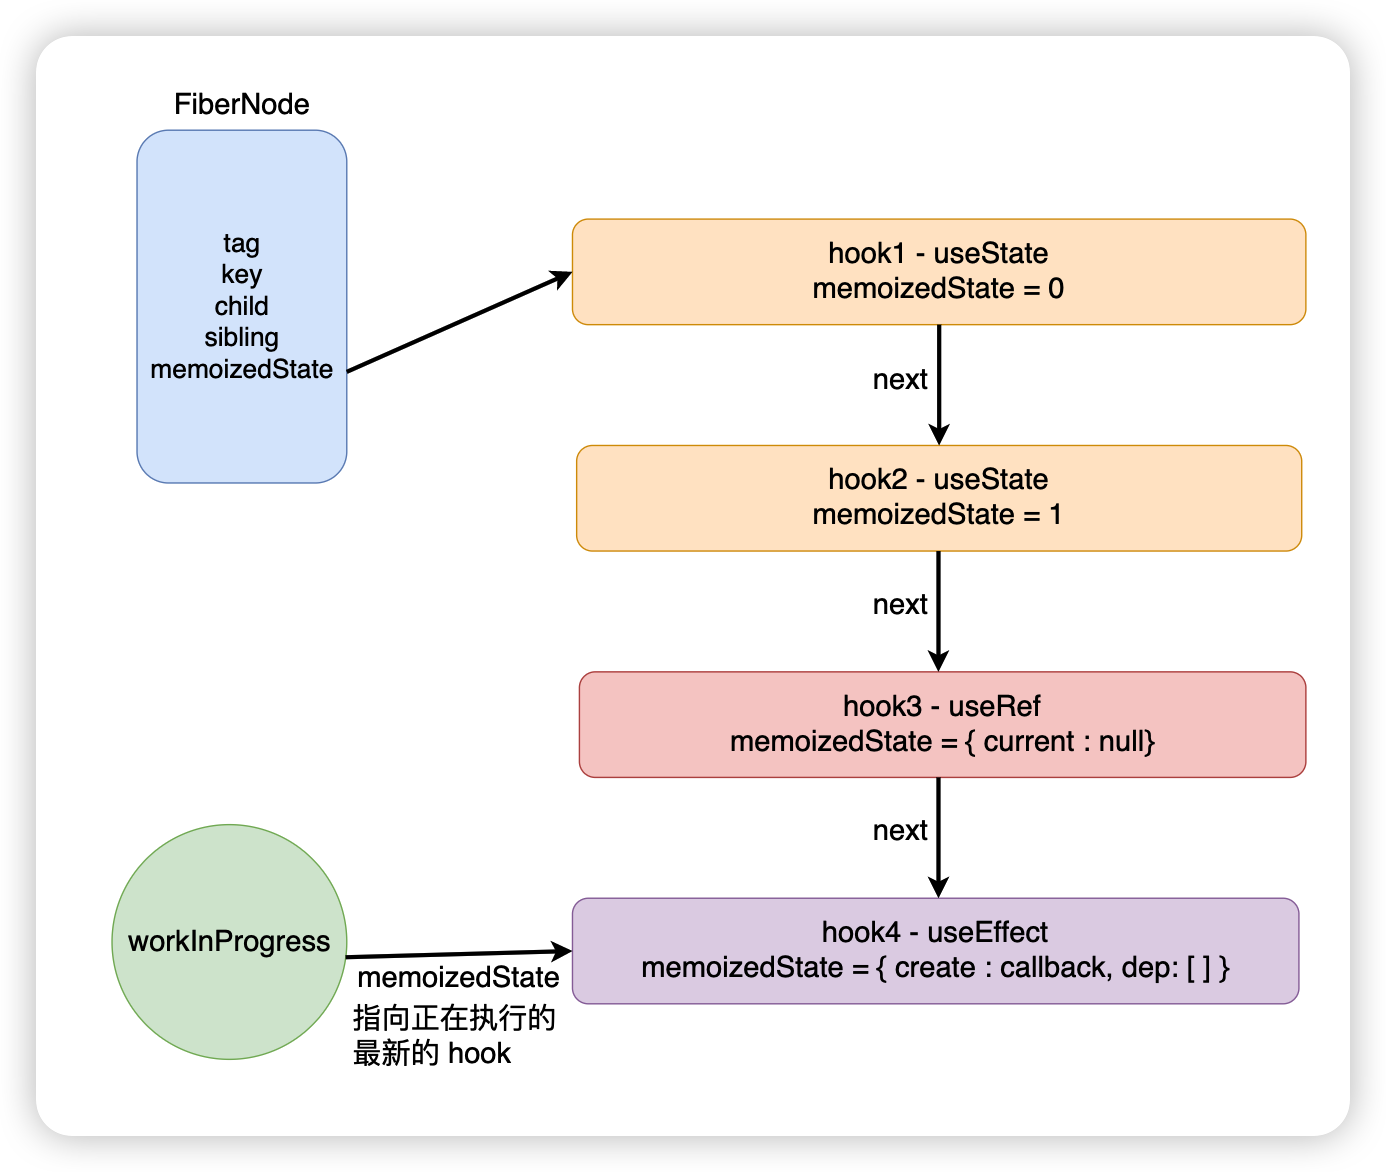 FiberNode
tag
key
child
sibling
memoizedState
hook1 - useState
memoizedState = 0
next
hook2 - useState
memoizedState = 1
next
hook3 - useRef
memoizedState = { current : null}
next
hook4 - useEffect
memoizedState = { create : callback, dep: [ ] }
workInProgress
memoizedState
指向正在执行的
最新的 hook